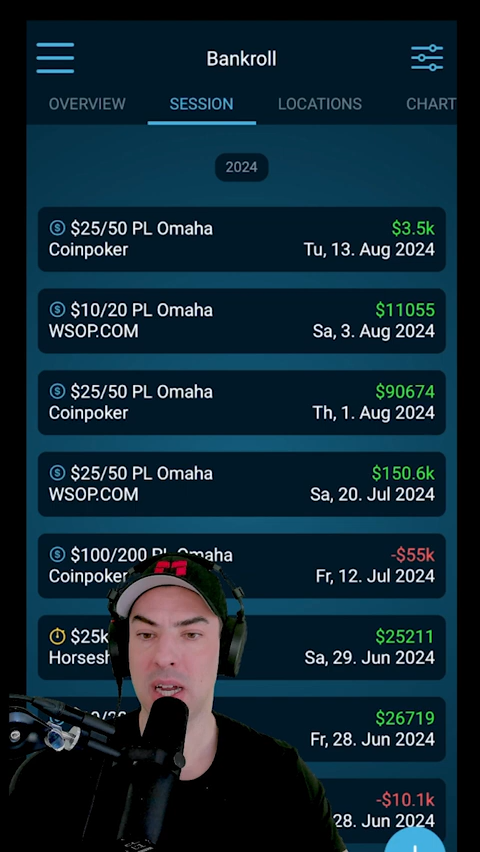 Bankroll
OVERVIEW SESSION LOCATIONS CHART
2024
$25/50 PL Omaha $3.5k
Coinpoker Tu, 13. Aug 2024
$10/20 PL Omaha $11055
WSOP.COM Sa, 3. Aug 2024
$25/50 PL Omaha $90674
Coinpoker Th, 1. Aug 2024
$25/50 PL Omaha $150.6k
WSOP.COM Sa, 20. Jul 2024
$100/200 PL Omaha -$55k
Coinpoker Fr, 12. Jul 2024
$25k $25211
Horsesh Sa, 29. Jun 2024
$26719
Fr, 28. Jun 2024
-$10.1k
28. Jun 2024